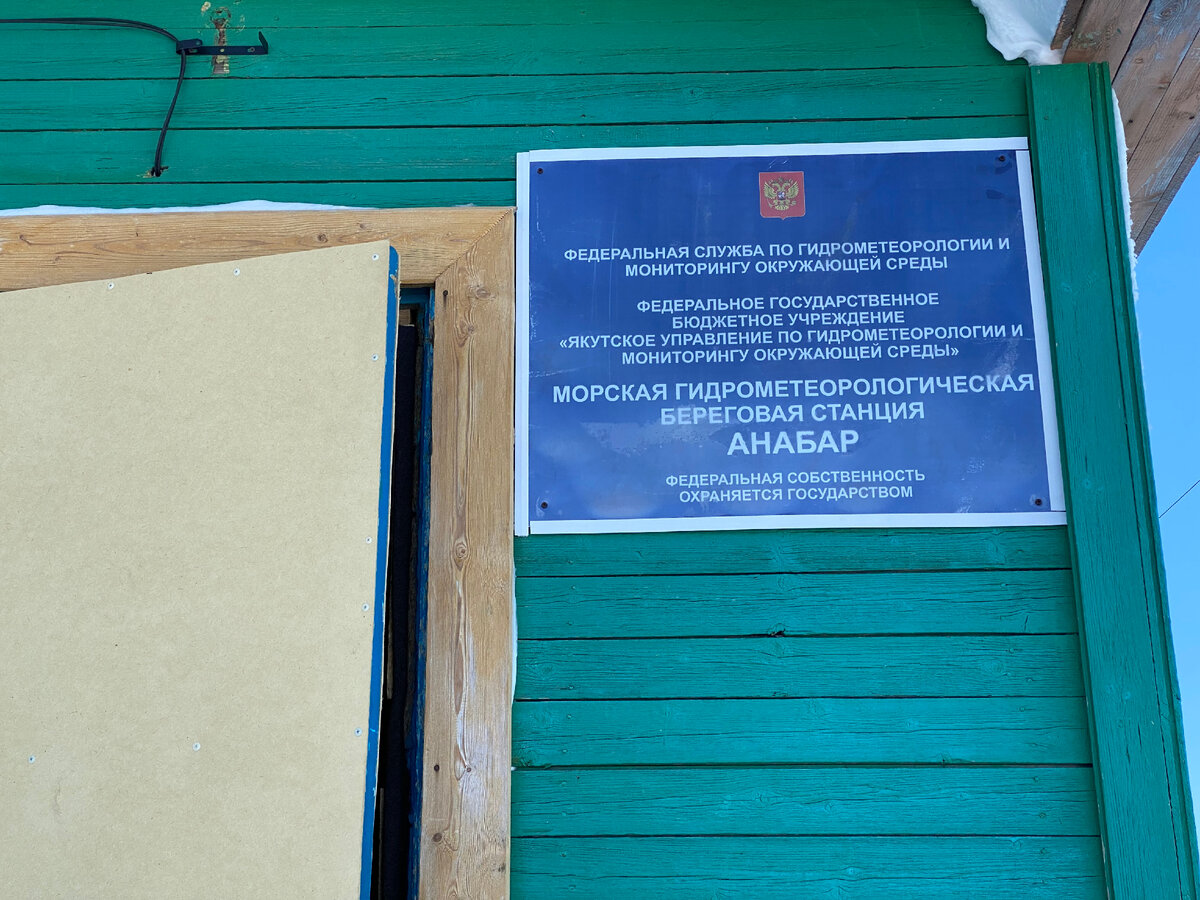 ФЕДЕРАЛЬНАЯ СЛУЖБА ПО ГИДРОМЕТЕОРОЛОГИИ И
МОНИТОРИНГУ ОКРУЖАЮЩЕЙ СРЕДЫ
ФЕДЕРАЛЬНОЕ ГОСУДАРСТВЕННОЕ
БЮДЖЕТНОЕ УЧРЕЖДЕНИЕ
«ЯКУТСКОЕ УПРАВЛЕНИЕ ПО ГИДРОМЕТЕОРОЛОГИИ И
МОНИТОРИНГУ ОКРУЖАЮЩЕЙ СРЕДЫ»
МОРСКАЯ ГИДРОМЕТЕОРОЛОГИЧЕСКАЯ
БЕРЕГОВАЯ СТАНЦИЯ
АНАБАР
ФЕДЕРАЛЬНАЯ СОБСТВЕННОСТЬ
ОХРАНЯЕТСЯ ГОСУДАРСТВОМ